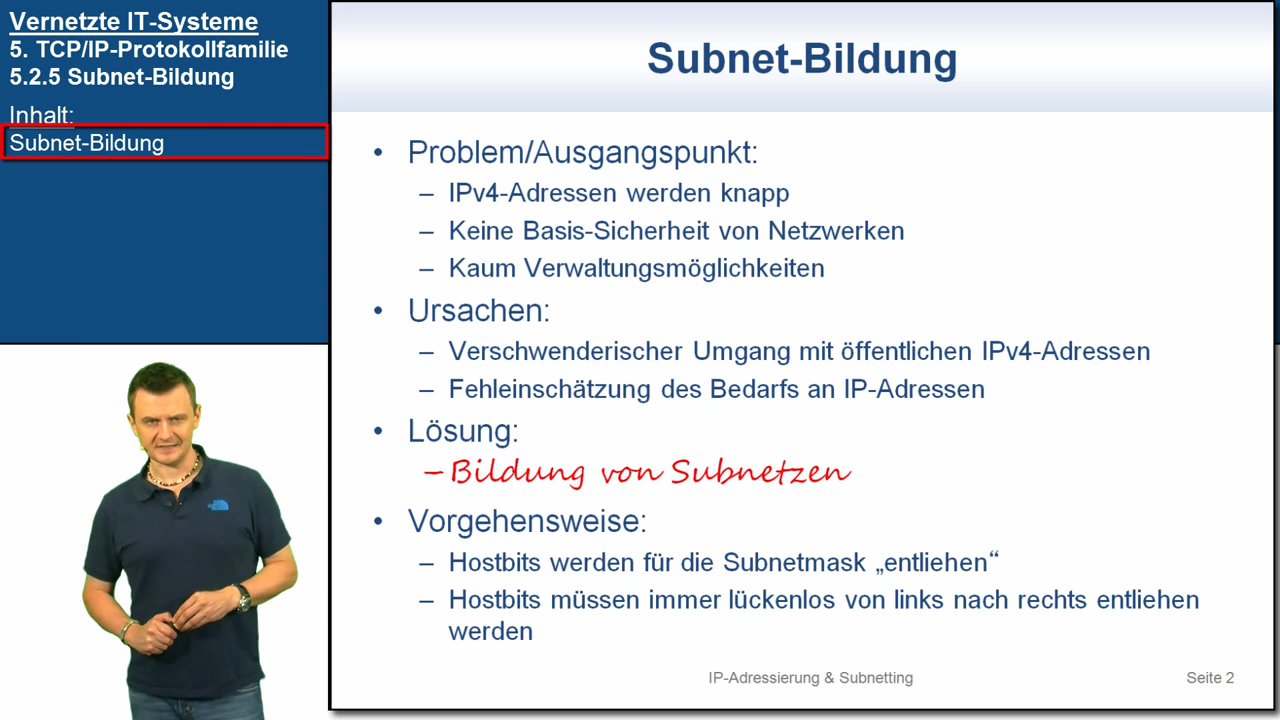 Vernetzte IT-Systeme
5. TCP/IP-Protokollfamilie
5.2.5 Subnet-Bildung
Inhalt:
Subnet-Bildung
Subnet-Bildung
• Problem/Ausgangspunkt:
– IPv4-Adressen werden knapp
– Keine Basis-Sicherheit von Netzwerken
– Kaum Verwaltungsmöglichkeiten
• Ursachen:
– Verschwenderischer Umgang mit öffentlichen IPv4-Adressen
– Fehleinschätzung des Bedarfs an IP-Adressen
• Lösung:
– Bildung von Subnetzen
• Vorgehensweise:
– Hostbits werden für die Subnetmask „entliehen“
– Hostbits müssen immer lückenlos von links nach rechts entliehen
werden
IP-Adressierung & Subnetting
Seite 2